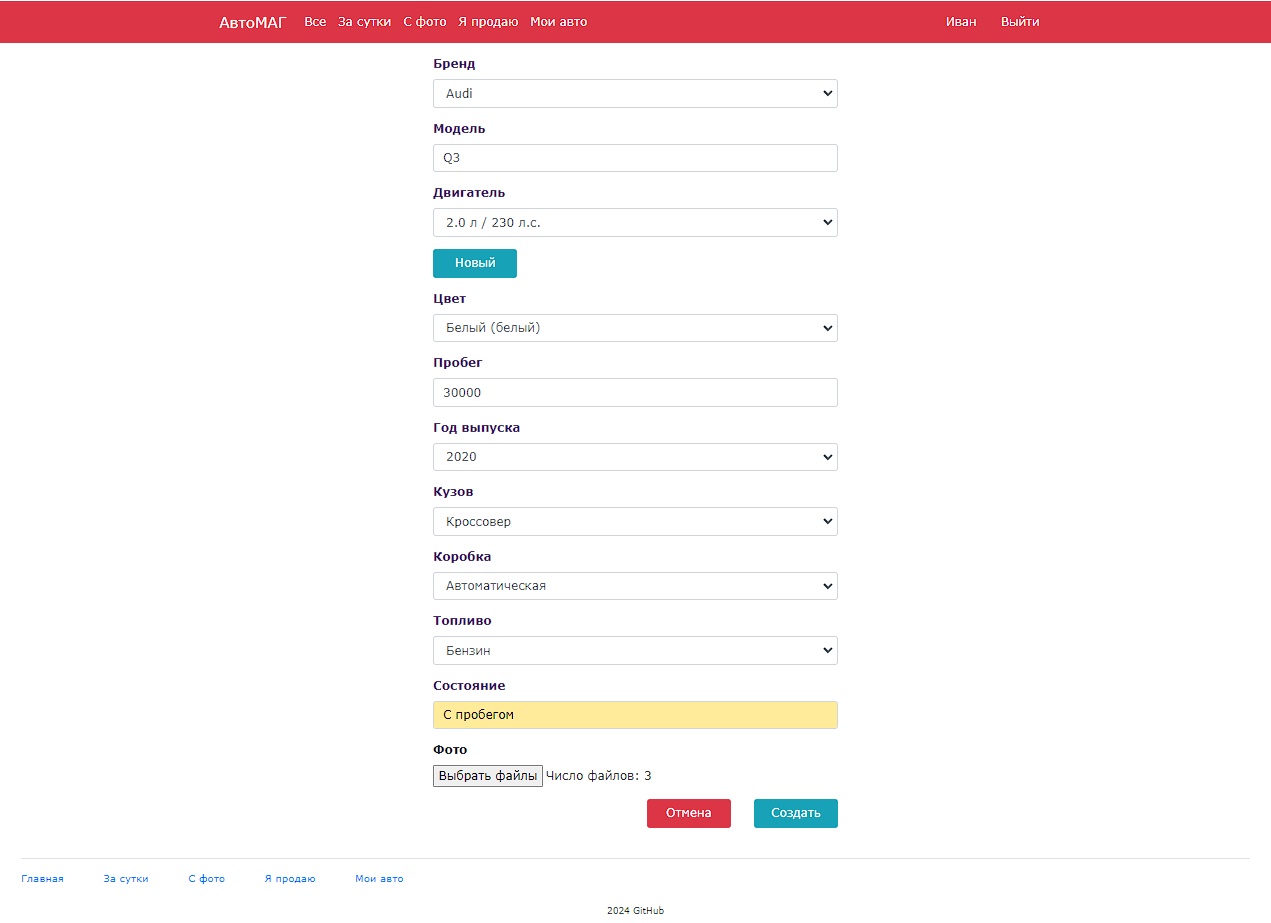 АвтоМАГ Все За сутки С фото Я продаю Мои авто Иван Выйти
Бренд
Audi
Модель
Q3
Двигатель
2.0 л / 230 л.с.
Новый
Цвет
Белый (белый)
Пробег
30000
Год выпуска
2020
Кузов
Кроссовер
Коробка
Автоматическая
Топливо
Бензин
Состояние
С пробегом
Фото
Выбрать файлы Число файлов: 3
Отмена Создать
Главная За сутки С фото Я продаю Мои авто
2024 GitHub